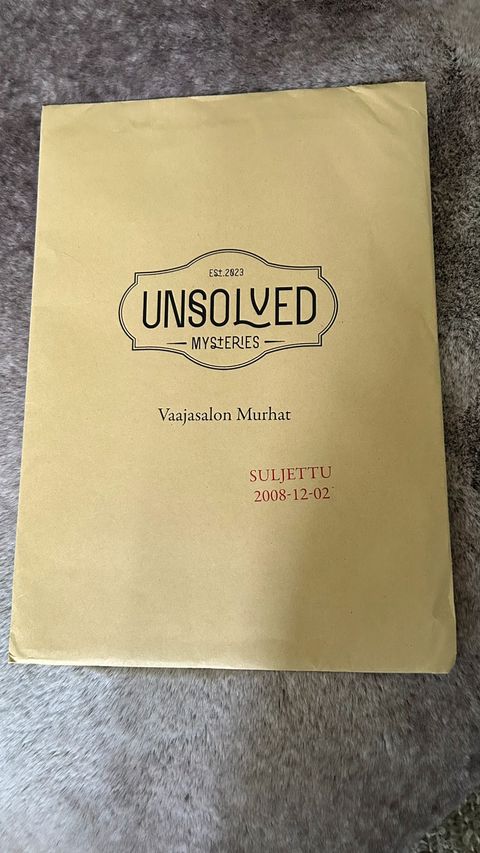 Est.2023
UNSOLVED
MYStERIES
Vaajasalon Murhat
SULJETTU
2008-12-02